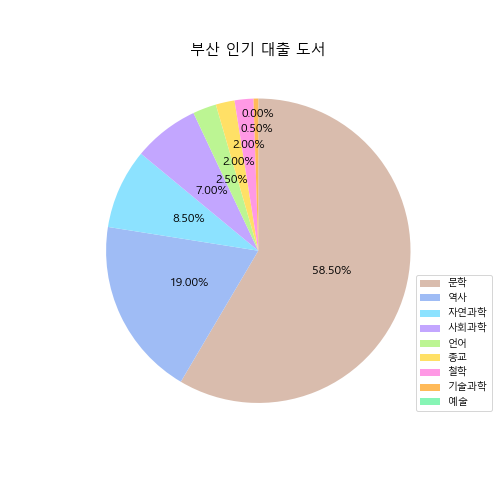 부산 인기 대출 도서
0.00%
0.50%
2.00%
2.00%
2.50%
7.00%
8.50%
19.00%
58.50%
문학
역사
자연과학
사회과학
언어
종교
철학
기술과학
예술